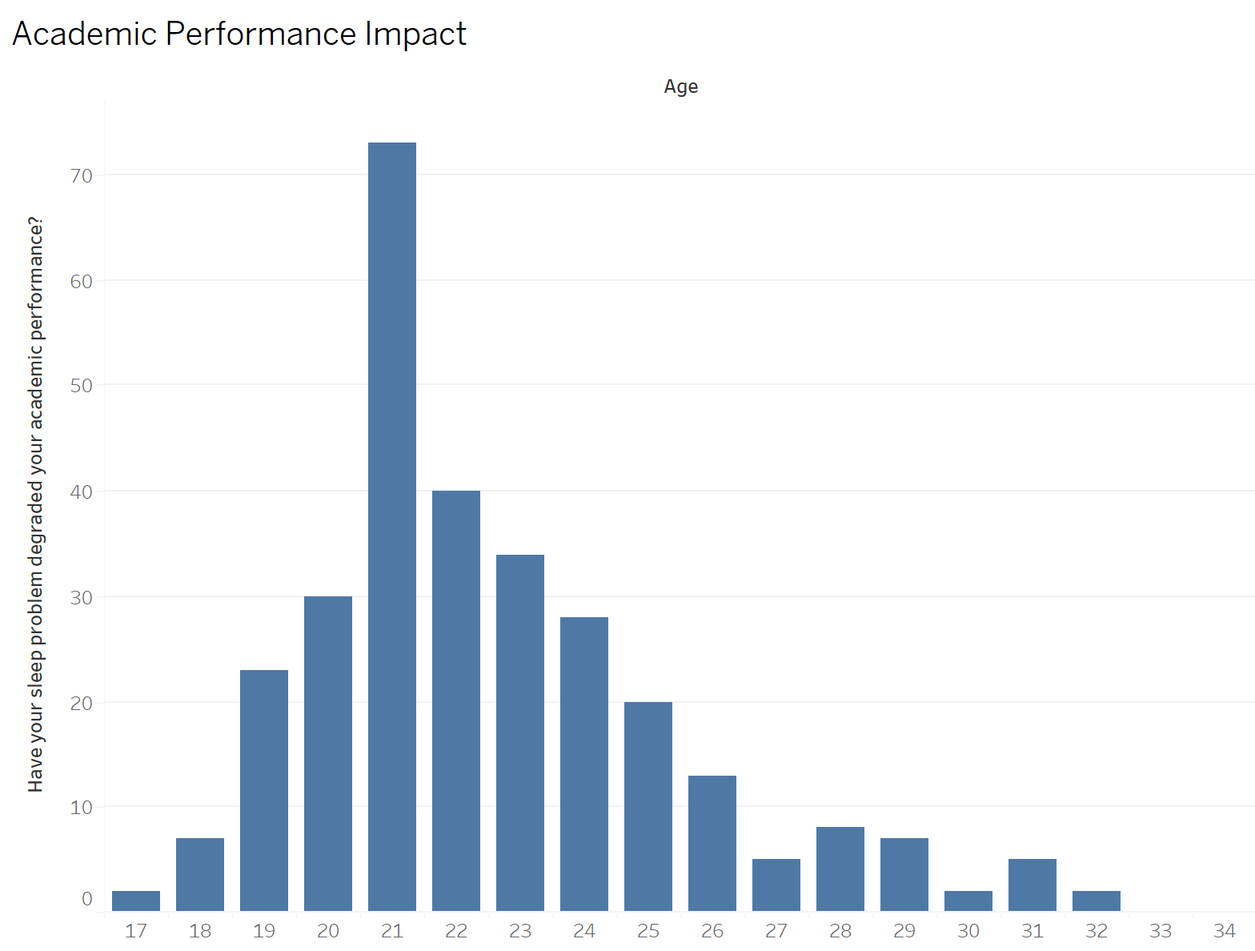 Academic Performance Impact
Age
Have your sleep problem degraded your academic performance?
70
60
50
40
30
20
10
0
17 18 19 20 21 22 23 24 25 26 27 28 29 30 31 32 33 34